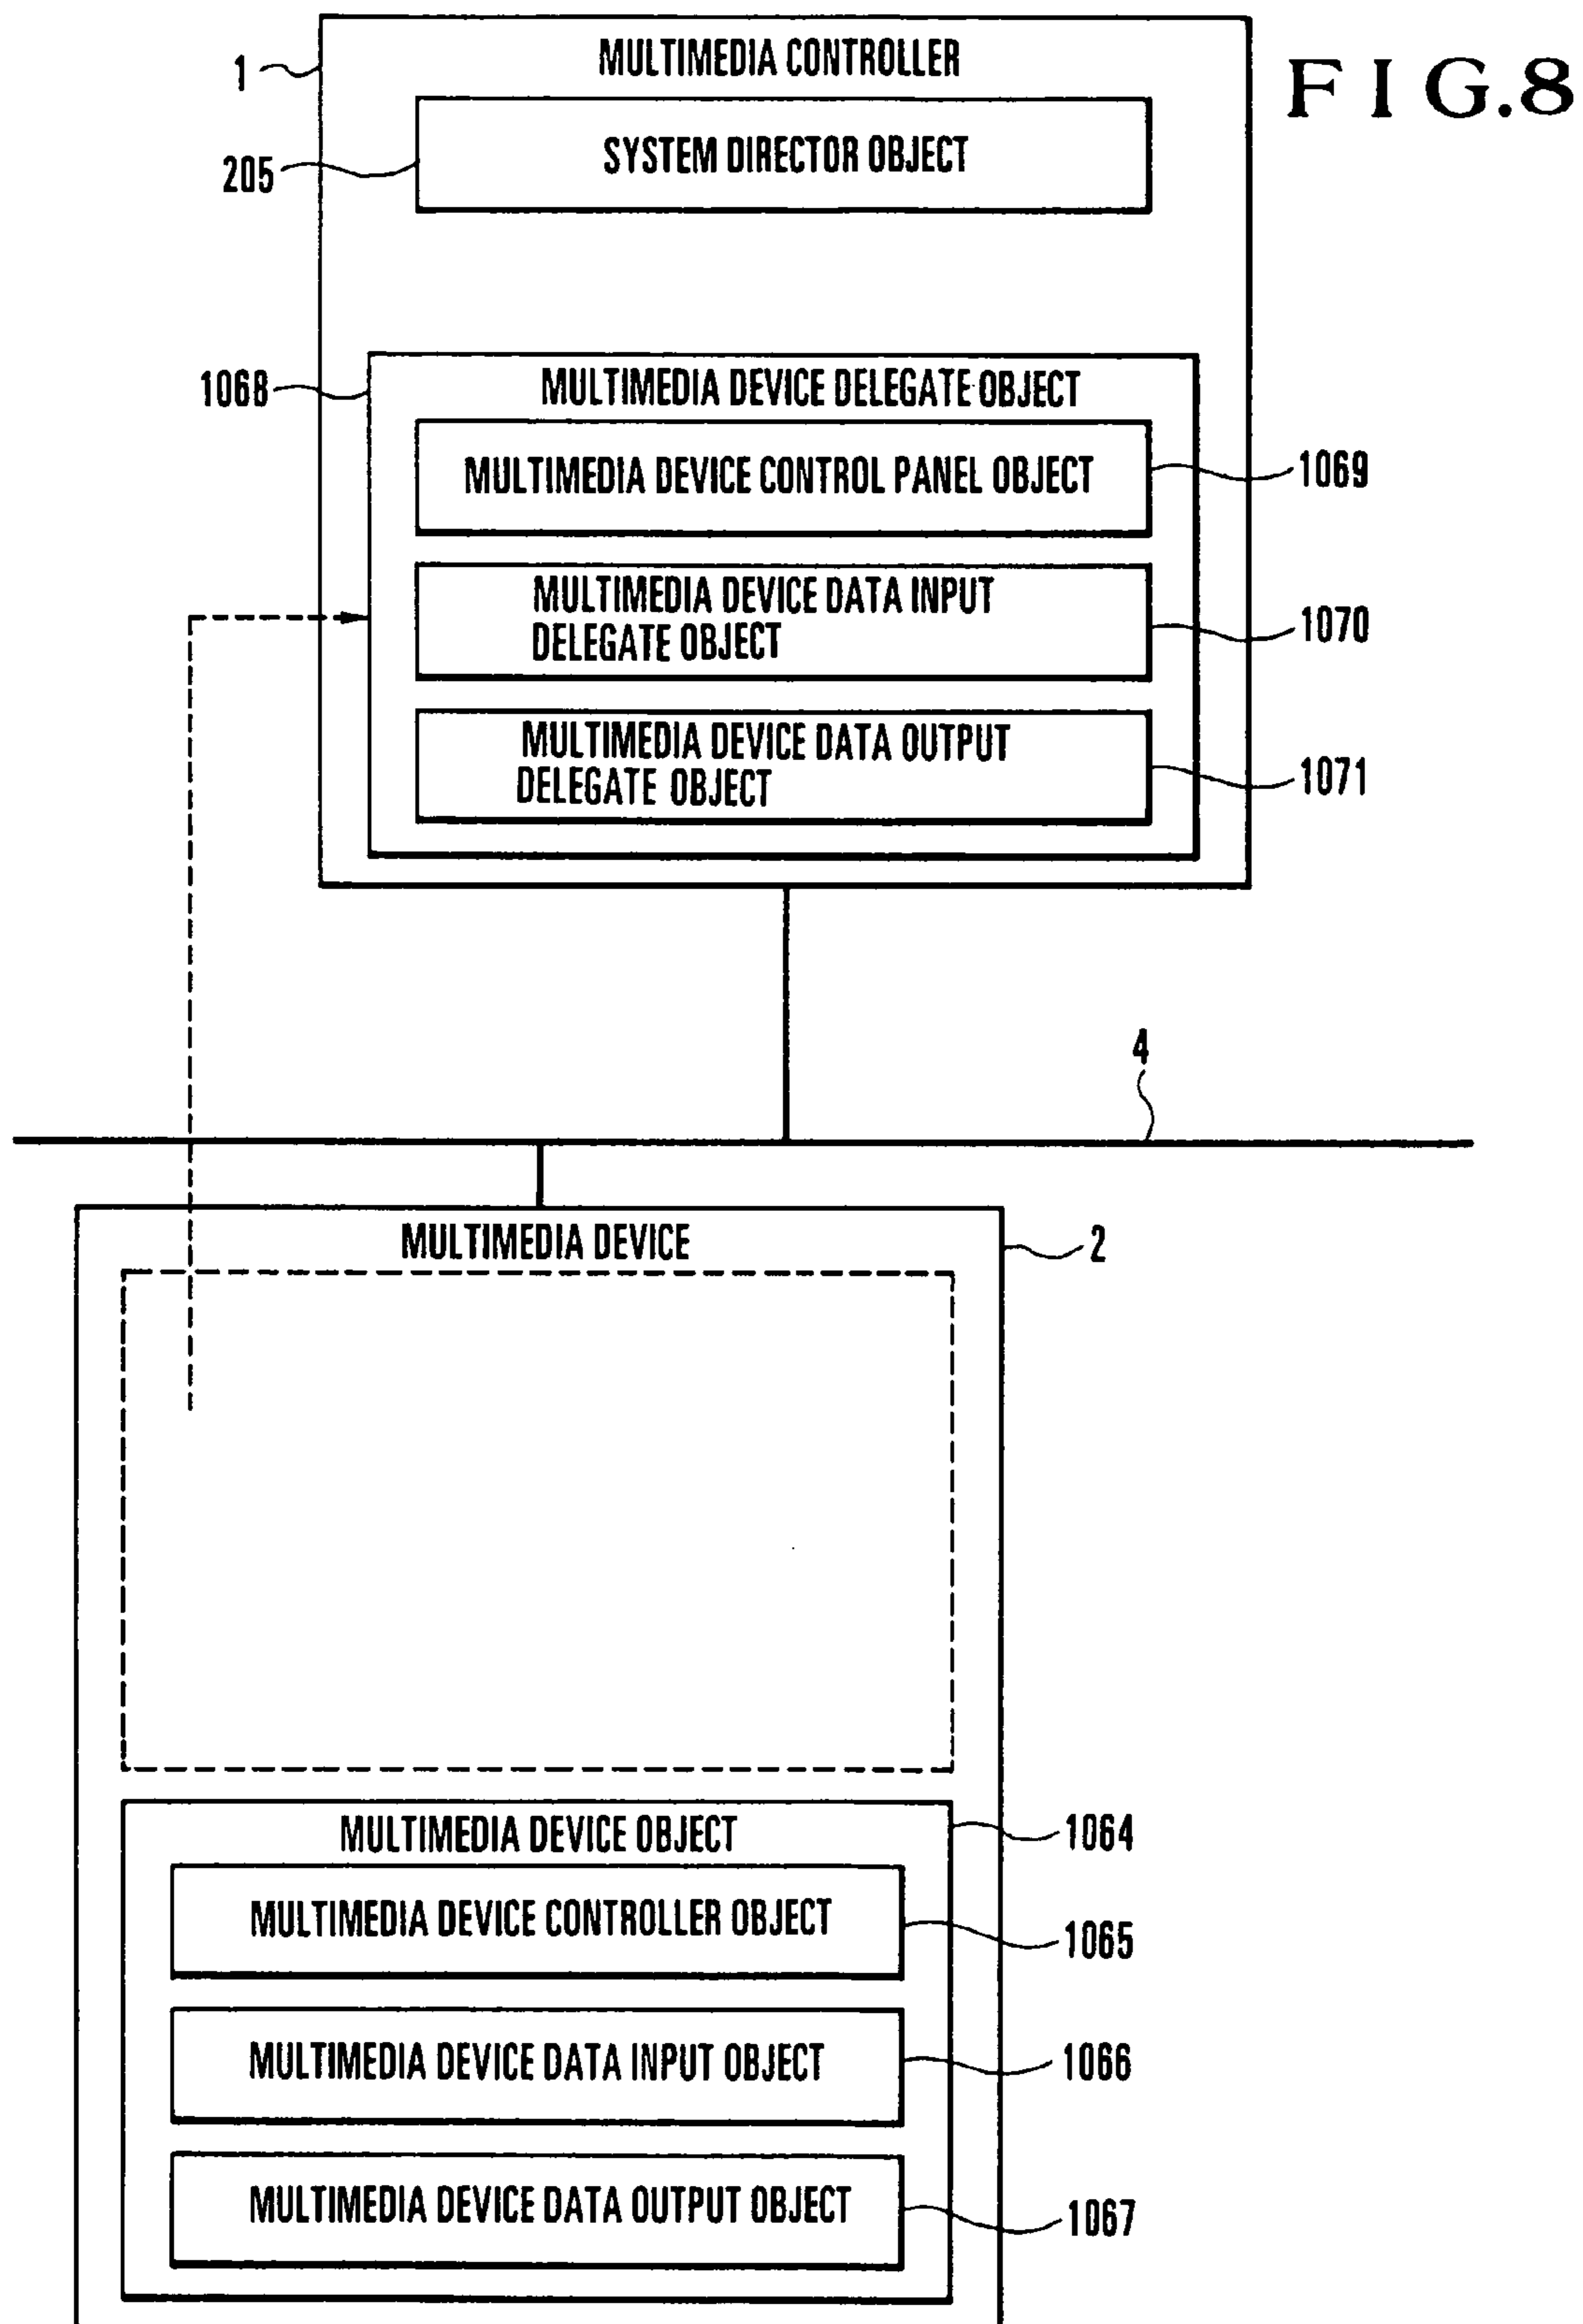 FIG.8
1
MULTIMEDIA CONTROLLER
205
SYSTEM DIRECTOR OBJECT
1068
MULTIMEDIA DEVICE DELEGATE OBJECT
MULTIMEDIA DEVICE CONTROL PANEL OBJECT
1069
MULTIMEDIA DEVICE DATA INPUT
DELEGATE OBJECT
1070
MULTIMEDIA DEVICE DATA OUTPUT
DELEGATE OBJECT
1071
4
MULTIMEDIA DEVICE
2
MULTIMEDIA DEVICE OBJECT
1064
MULTIMEDIA DEVICE CONTROLLER OBJECT
1065
MULTIMEDIA DEVICE DATA INPUT OBJECT
1066
MULTIMEDIA DEVICE DATA OUTPUT OBJECT
1067